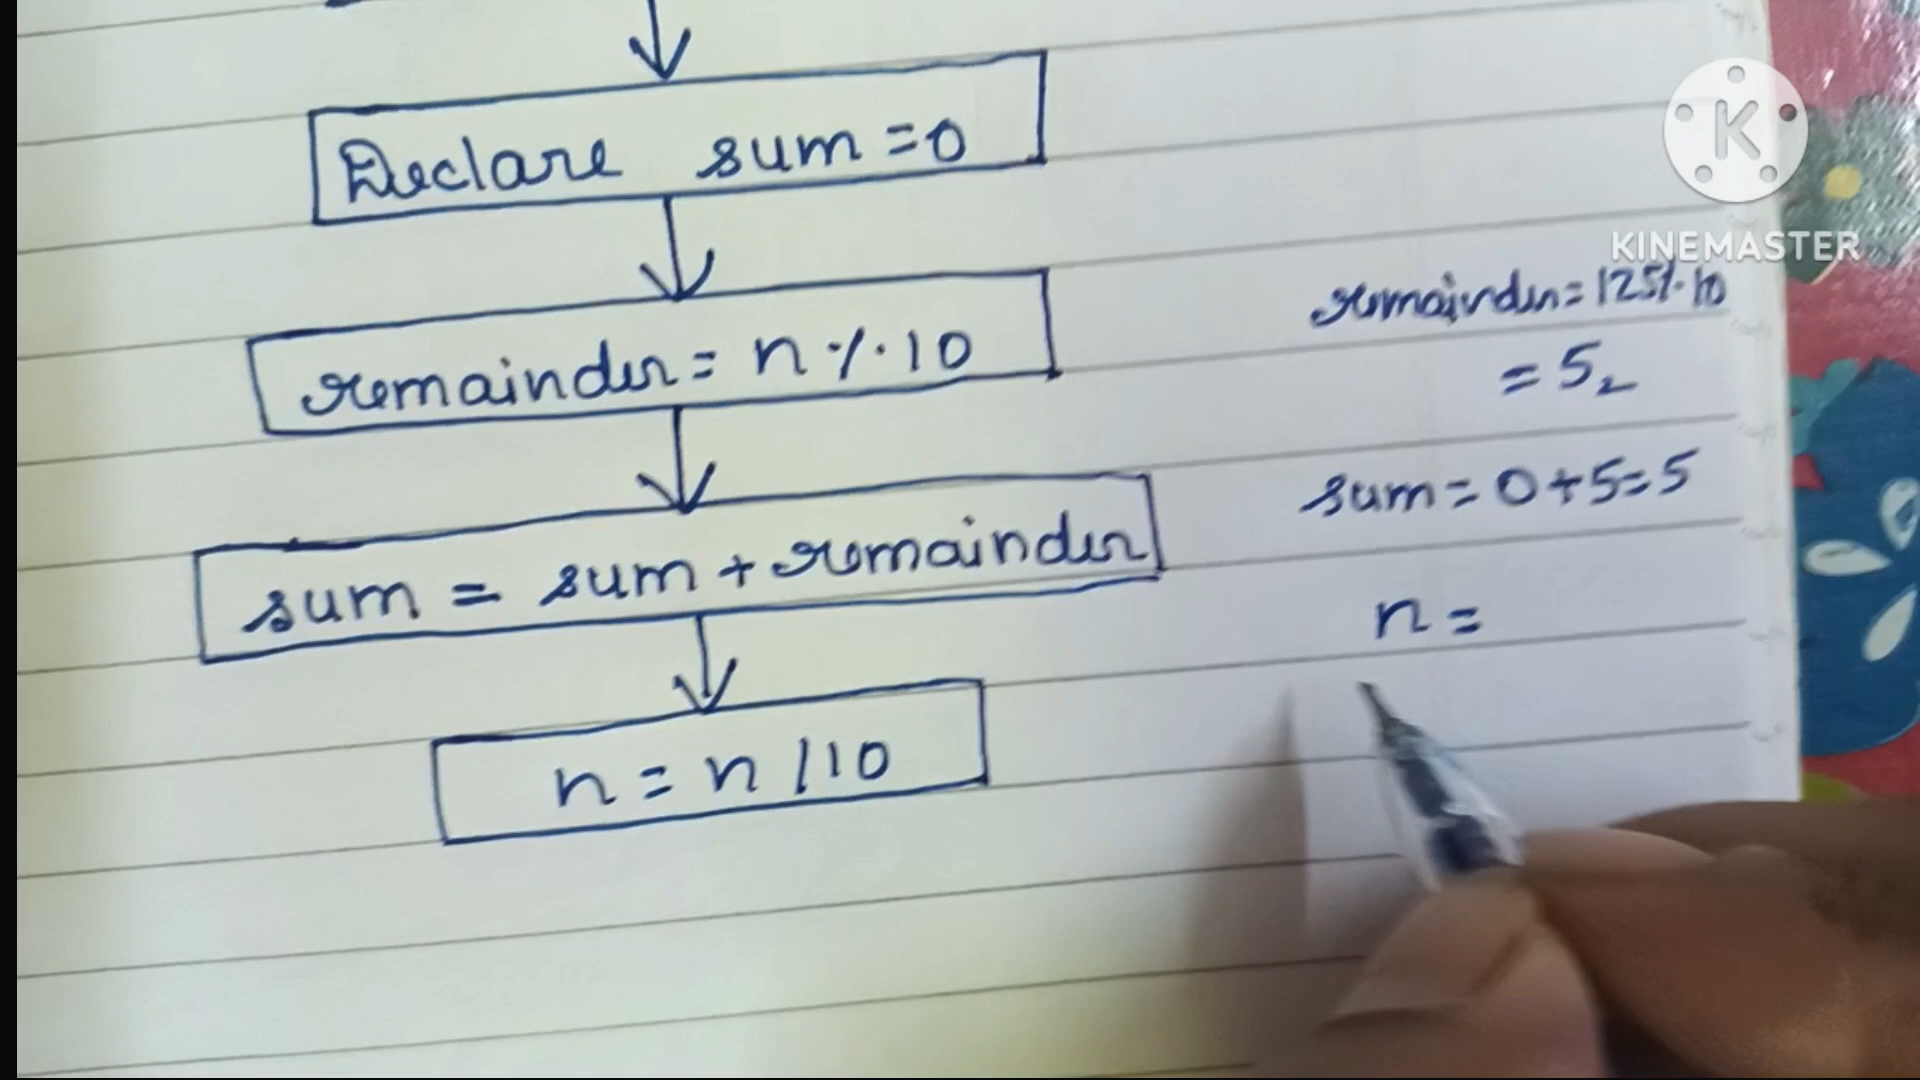 Declare sum=0
remainder= n % 10
sum = sum + remainder
n = n / 10
KINEMASTER
remainder= 125 % 10
= 5
sum = 0+5=5
n =